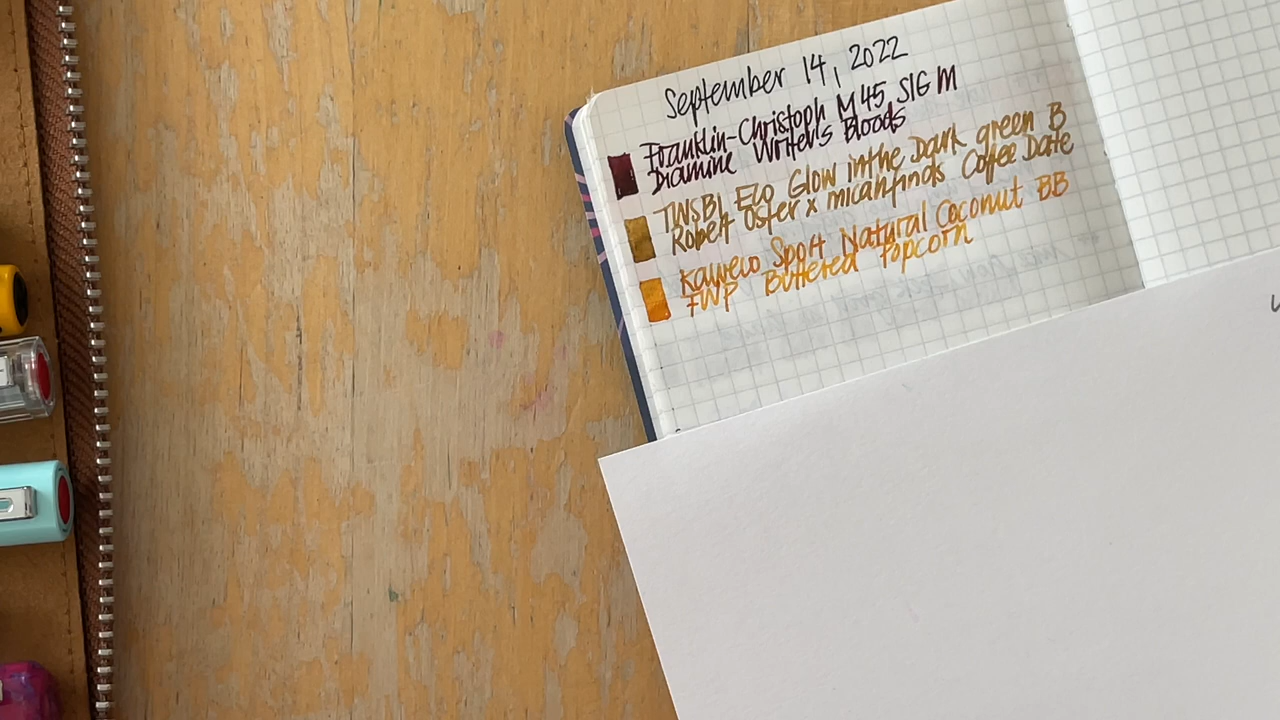 September 14, 2022
Franklin-Christoph M45 SIG M
Diamine Writer's Bloods
TWSBI Eco Glow in the Dark green B
Robert Oster x micahfinds Coffee Date
Kaweco Sport Natural Coconut BB
FWP Buttered Popcorn